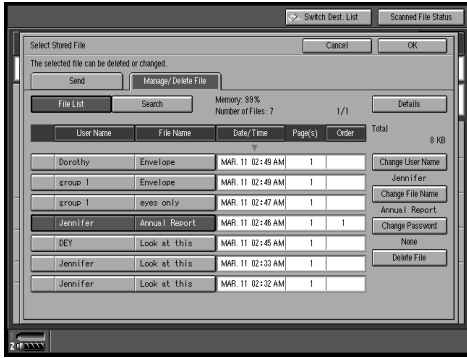 Switch Dest. List Scanned File Status
Select Stored File Cancel OK
The selected file can be deleted or changed.
Send Manage/Delete File
File List Search Memory: 99% Details
Number of Files: 7 1/1
User Name File Name Date/Time Page(s) Order Total
0 KB
Dorothy Envelope MAR. 11 02:49 AM 1 Change User Name
Jennifer
group 1 Envelope MAR. 11 02:49 AM 1
Change File Name
group 1 eyes only MAR. 11 02:47 AM 1
Annual Report
Jennifer Annual Report MAR. 11 02:46 AM 1 1 Change Password
None
DEY Look at this MAR. 11 02:45 AM 1
Delete File
Jennifer Look at this MAR. 11 02:33 AM 1
Jennifer Look at this MAR. 11 02:32 AM 1
2